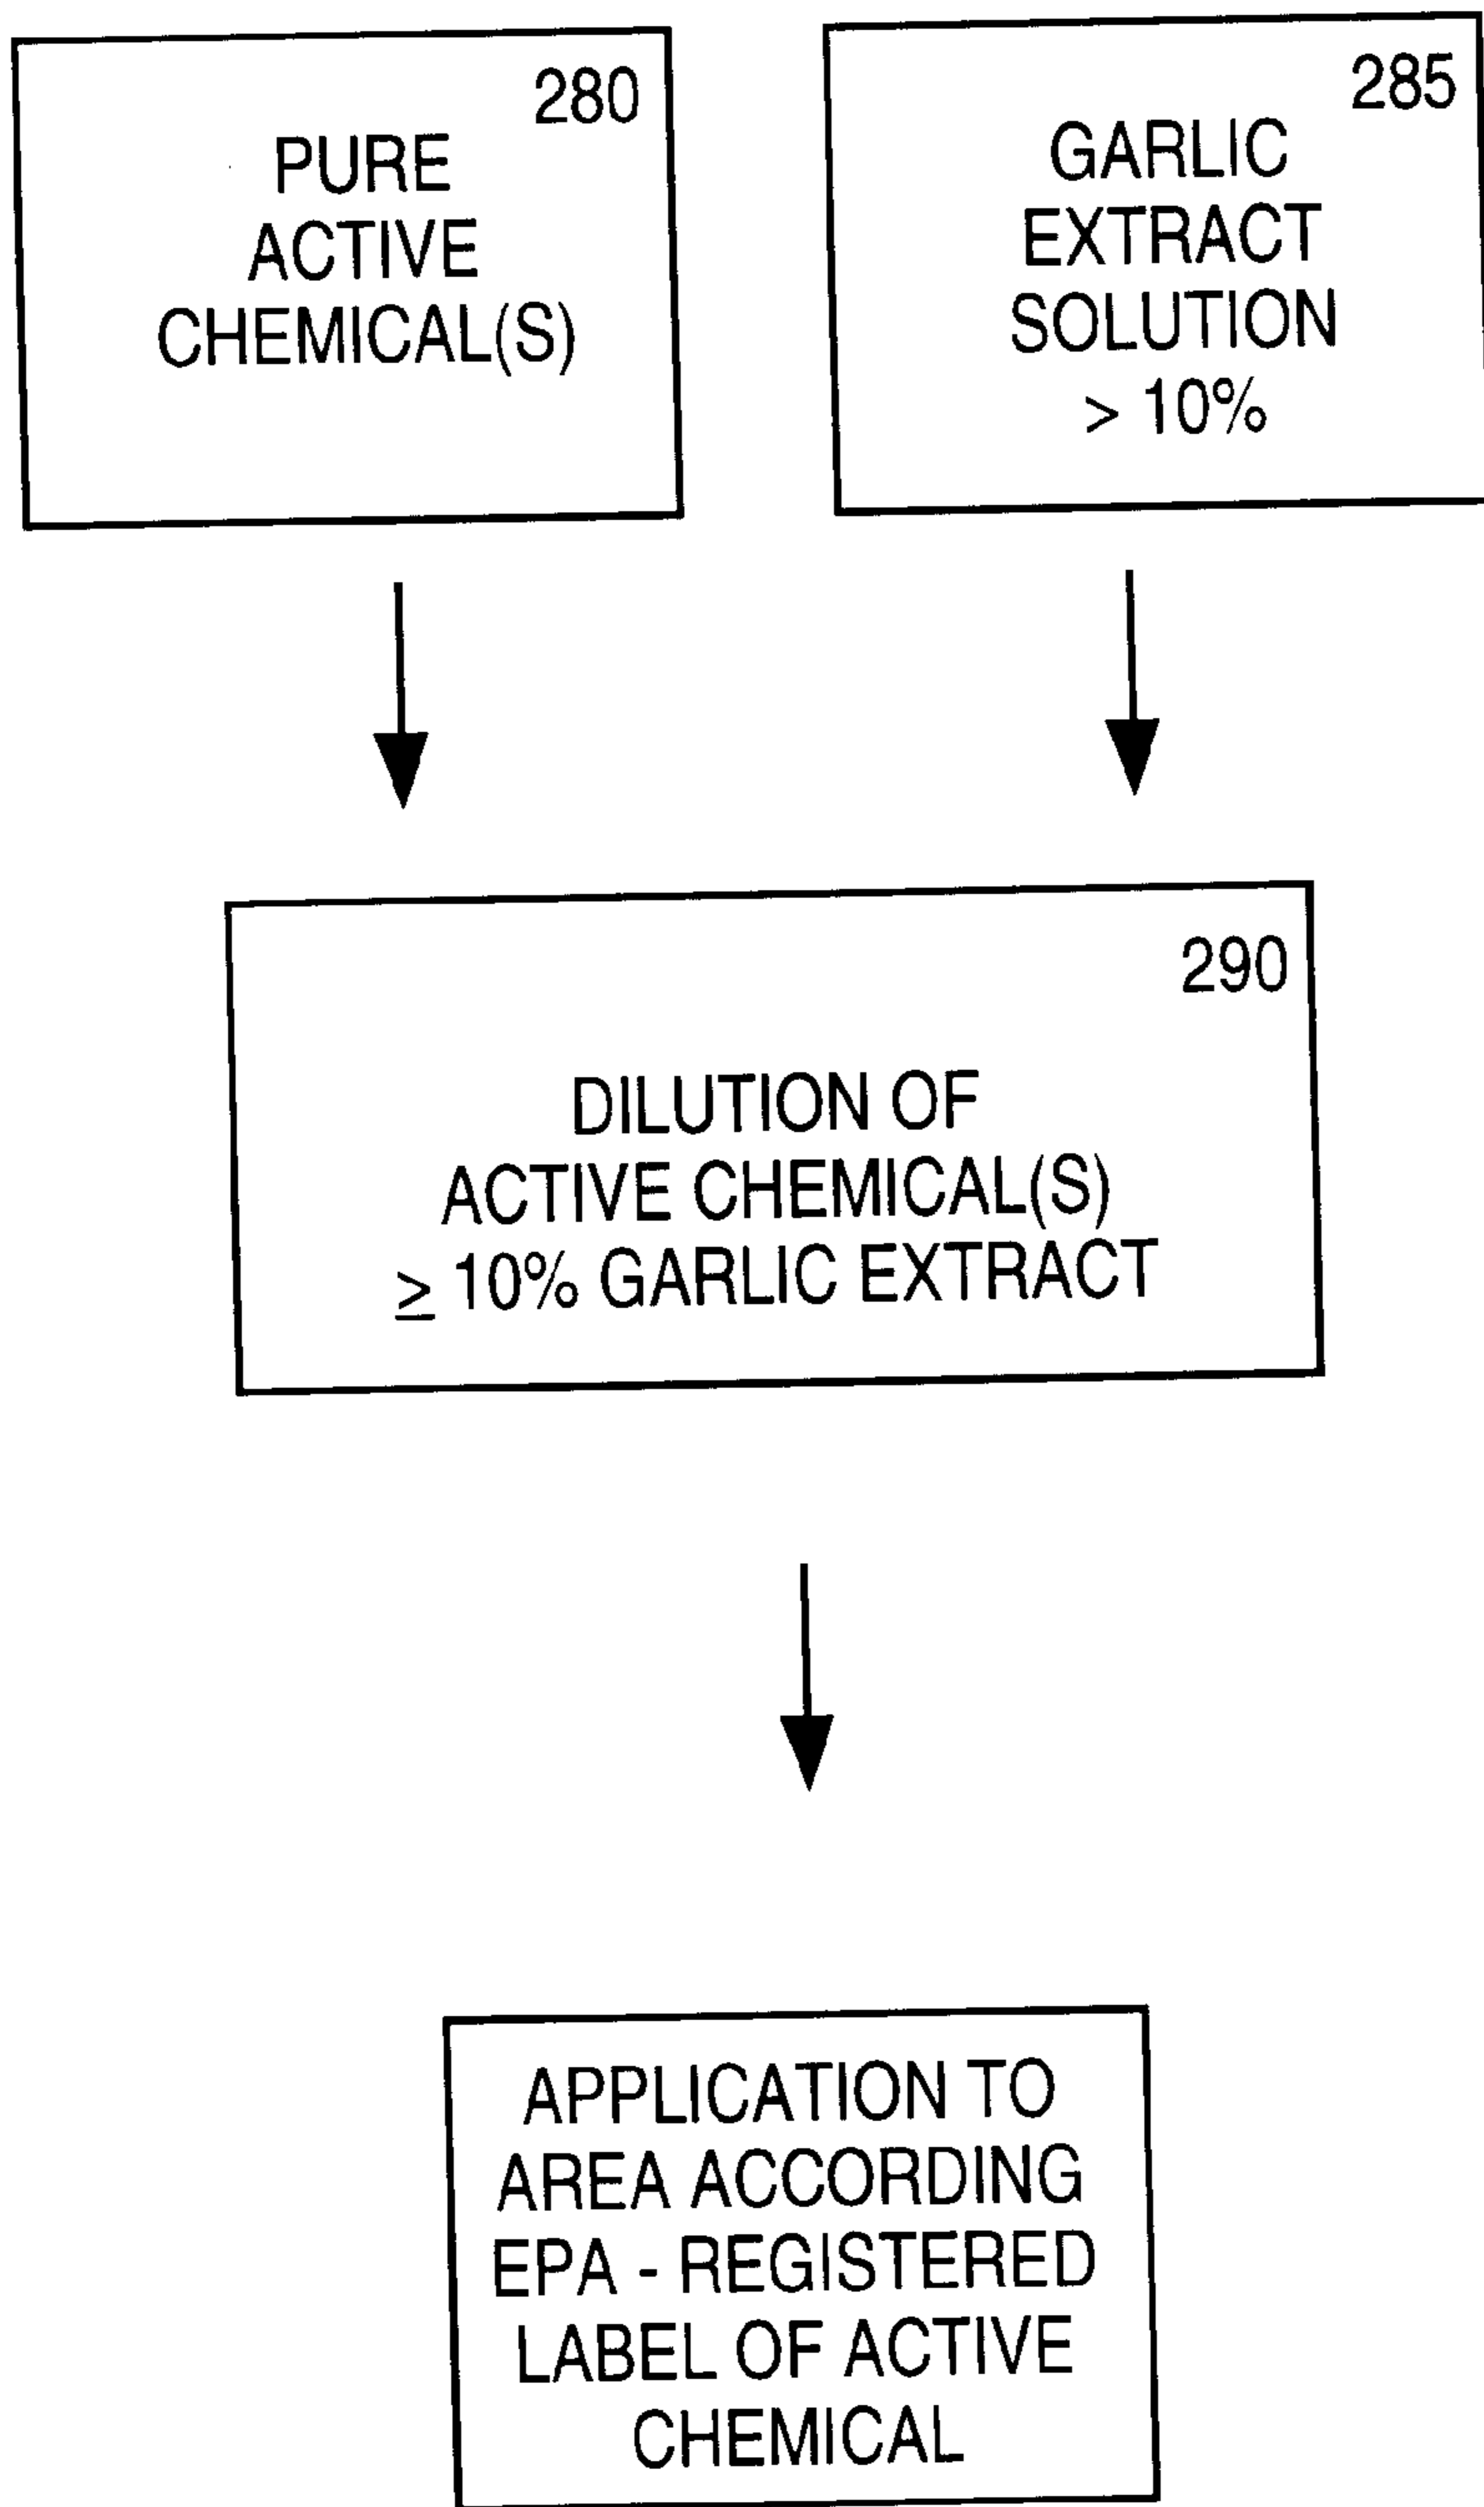 280
PURE
ACTIVE
CHEMICAL(S)
285
GARLIC
EXTRACT
SOLUTION
> 10%
290
DILUTION OF
ACTIVE CHEMICAL(S)
≥ 10% GARLIC EXTRACT
APPLICATION TO
AREA ACCORDING
EPA - REGISTERED
LABEL OF ACTIVE
CHEMICAL